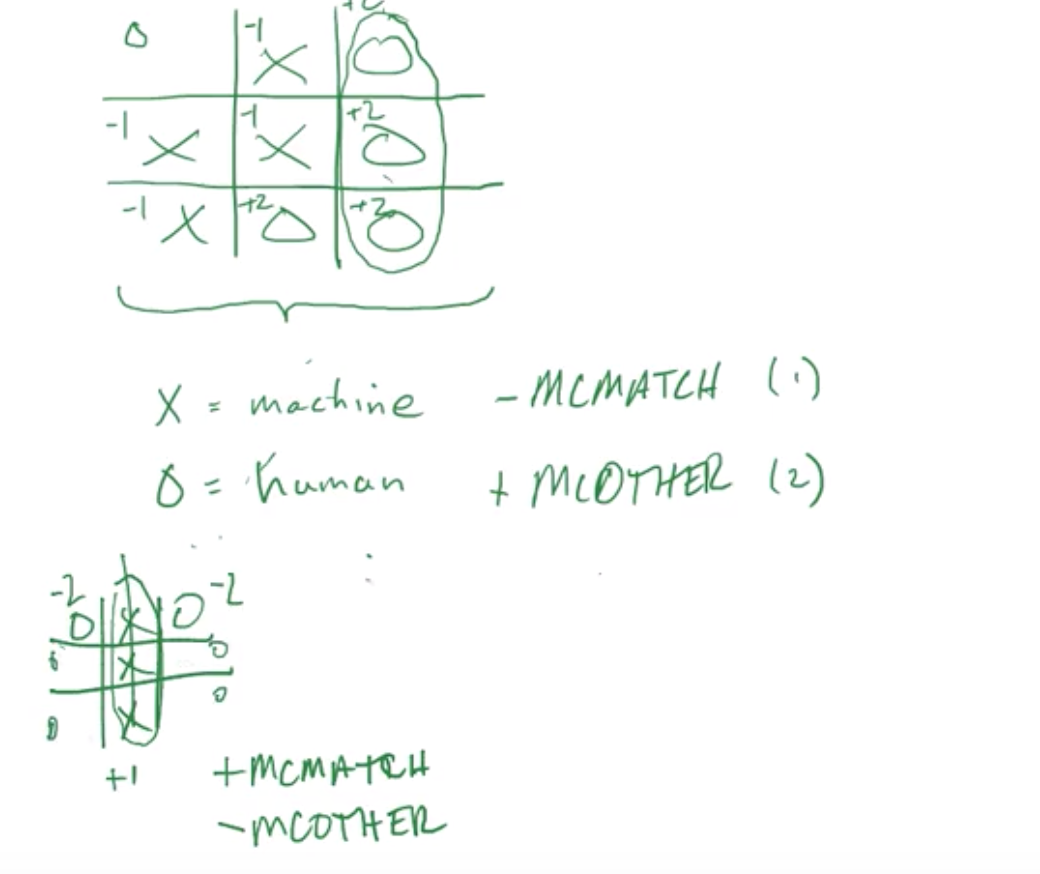 0 -1 X +2 O
-1 X -1 X +2 O
-1 X +2 O +2 O
X = machine - MCMATCH (1)
O = human + MCOTHER (2)
-2 O X O -2
0 X 0
0 X 0
+1 +MCMATCH
-MCOTHER